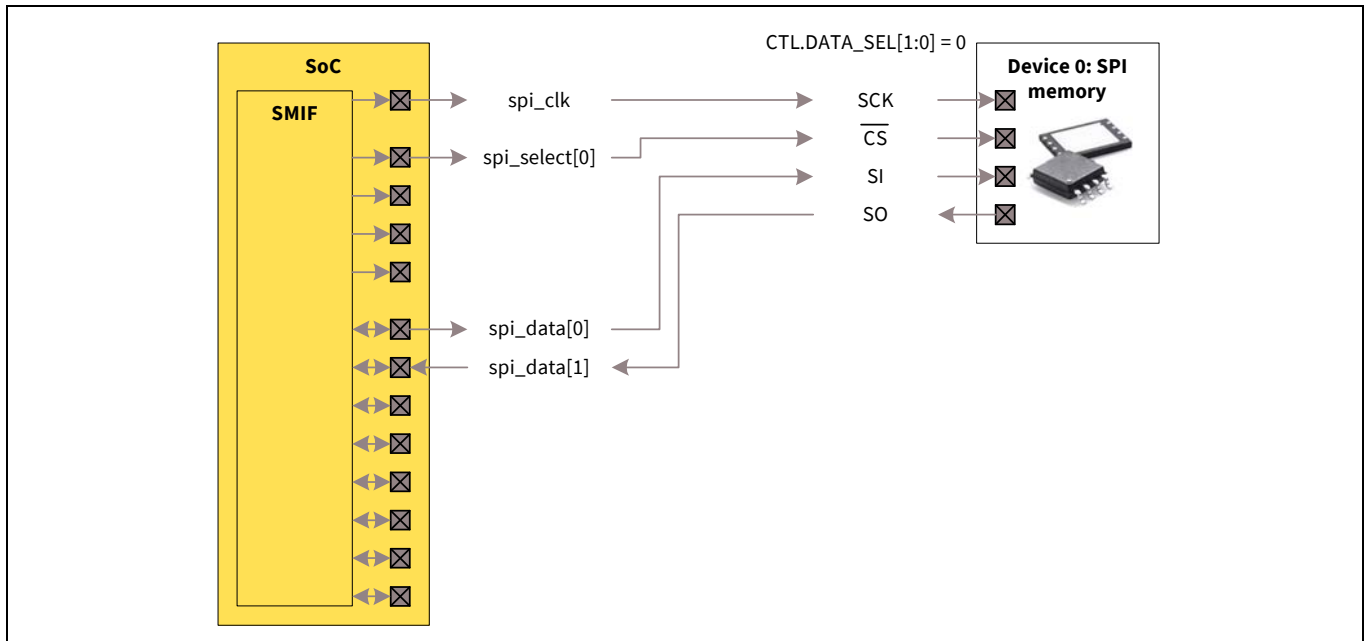 CTL.DATA_SEL[1:0] = 0
SoC
SMIF
Device 0: SPI
memory
spi_clk
SCK
spi_select[0]
CS
SI
SO
spi_data[0]
spi_data[1]